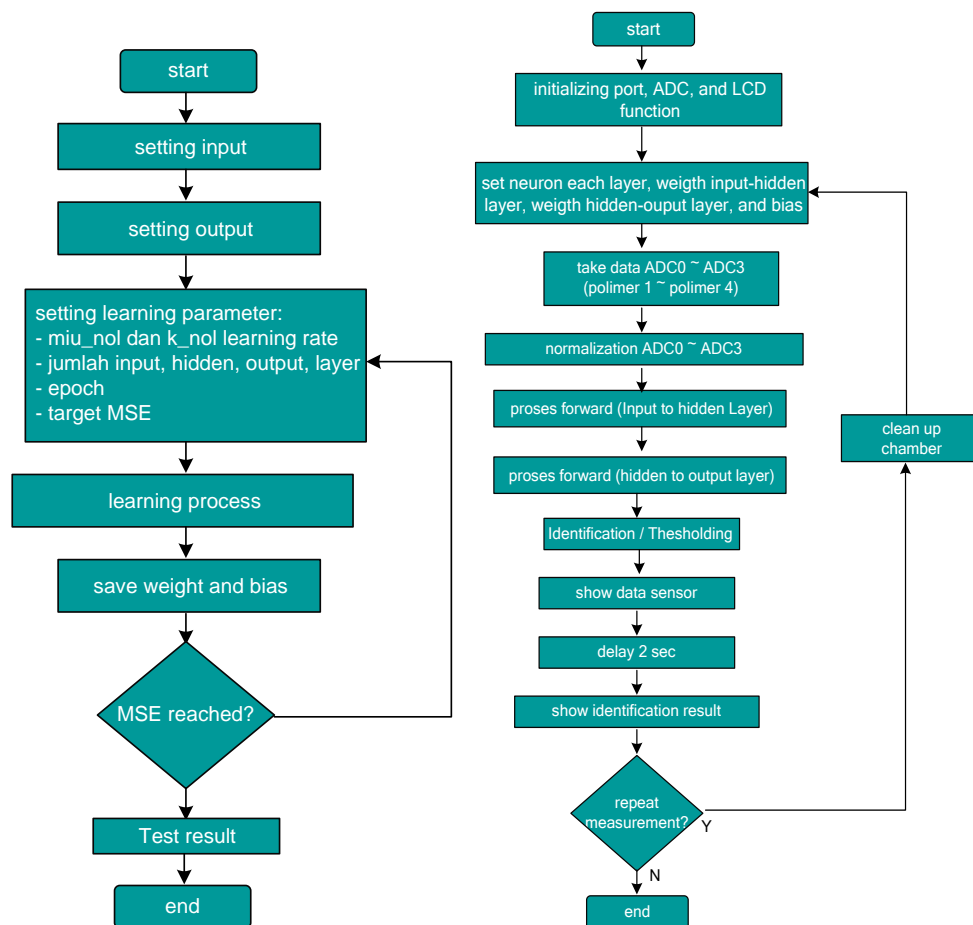 start
setting input
setting output
setting learning parameter:
- miu_nol dan k_nol learning rate
- jumlah input, hidden, output, layer
- epoch
- target MSE
learning process
save weight and bias
MSE reached?
Test result
end
start
initializing port, ADC, and LCD
function
set neuron each layer, weigth input-hidden
layer, weigth hidden-ouput layer, and bias
take data ADC0 ~ ADC3
(polimer 1 ~ polimer 4)
normalization ADC0 ~ ADC3
proses forward (Input to hidden Layer)
proses forward (hidden to output layer)
Identification / Thesholding
show data sensor
delay 2 sec
show identification result
repeat
measurement?
Y
N
end
clean up
chamber